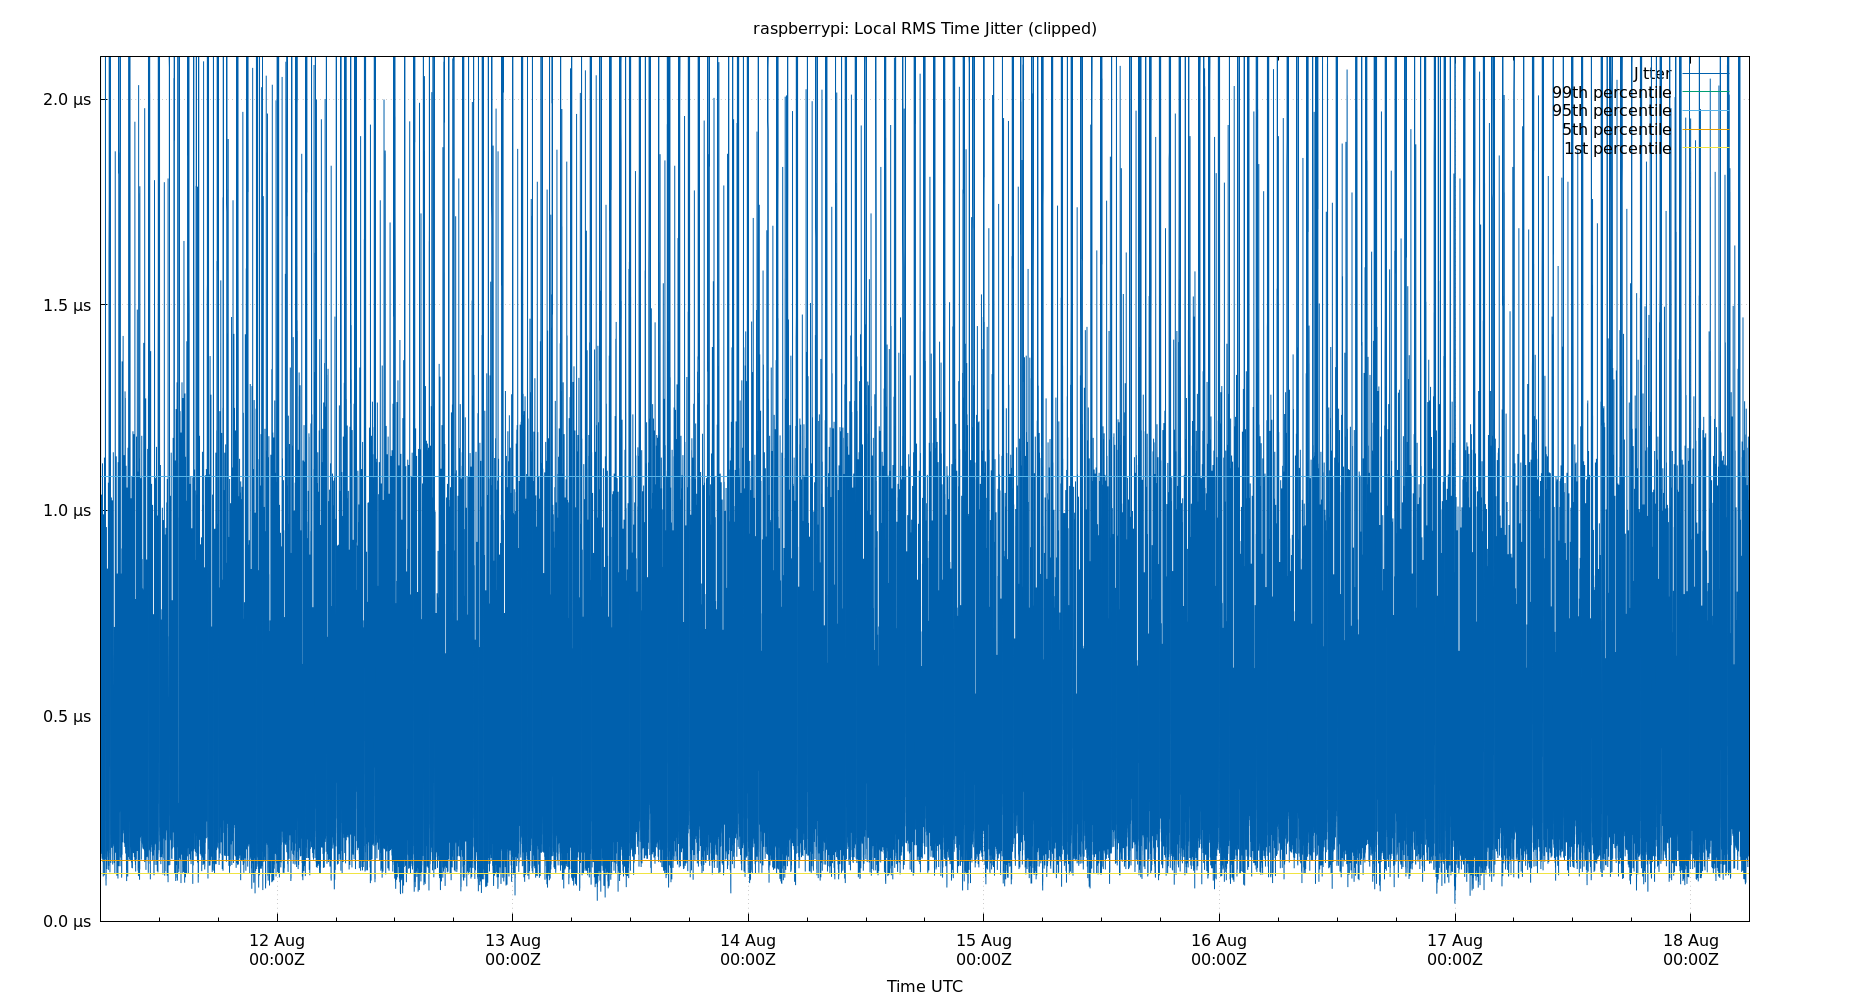 raspberrypi: Local RMS Time Jitter (clipped)
Jitter
99th percentile
95th percentile
5th percentile
1st percentile
2.0 µs
1.5 µs
1.0 µs
0.5 µs
0.0 µs
12 Aug 13 Aug 14 Aug 15 Aug 16 Aug 17 Aug 18 Aug
00:00Z 00:00Z 00:00Z 00:00Z 00:00Z 00:00Z 00:00Z
Time UTC